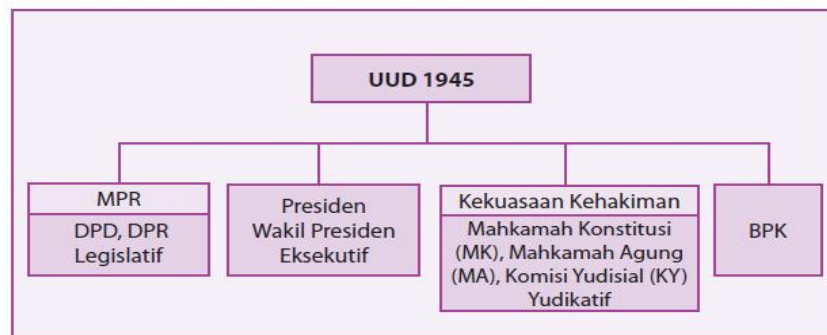 UUD 1945
MPR
DPD, DPR
Legislatif
Presiden
Wakil Presiden
Eksekutif
Kekuasaan Kehakiman
Mahkamah Konstitusi
(MK), Mahkamah Agung
(MA), Komisi Yudisial (KY)
Yudikatif
BPK